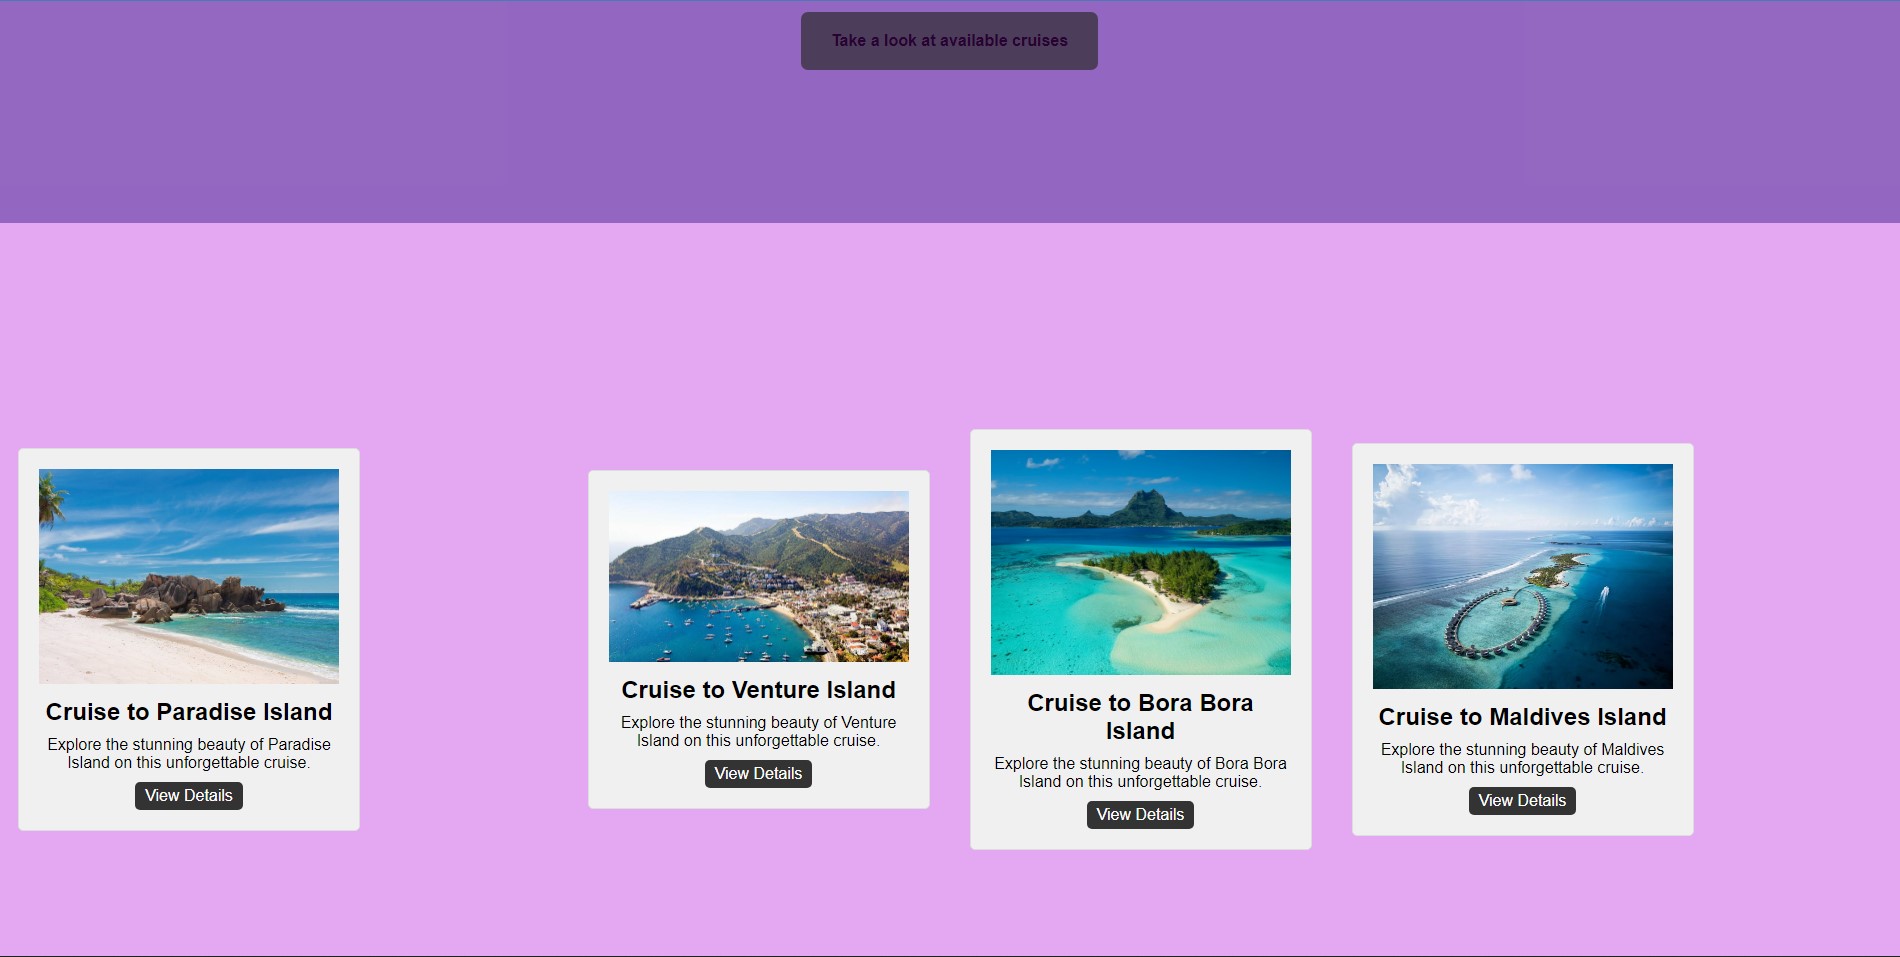 Take a look at available cruises
Cruise to Paradise Island
Explore the stunning beauty of Paradise
Island on this unforgettable cruise.
View Details
Cruise to Venture Island
Explore the stunning beauty of Venture
Island on this unforgettable cruise.
View Details
Cruise to Bora Bora
Island
Explore the stunning beauty of Bora Bora
Island on this unforgettable cruise.
View Details
Cruise to Maldives Island
Explore the stunning beauty of Maldives
Island on this unforgettable cruise.
View Details